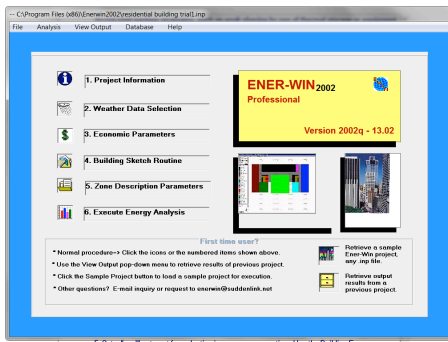 -- C:\Program Files (x86)\Enerwin2002\residential building trial1.inp
File Analysis View Output Database Help
1. Project Information
2. Weather Data Selection
3. Economic Parameters
4. Building Sketch Routine
5. Zone Description Parameters
6. Execute Energy Analysis
ENER-WIN 2002
Professional
Version 2002q - 13.02
First time user?
* Normal procedure=> Click the icons or the numbered items shown above.
* Use the View Output pop-down menu to retrieve results of previous project.
* Click the Sample Project button to load a sample project for execution.
* Other questions? E-mail inquiry or request to enerwin@suddenlink.net
Retrieve a sample
Ener-Win project,
any .inp file.
Retrieve output
results from a
previous project.